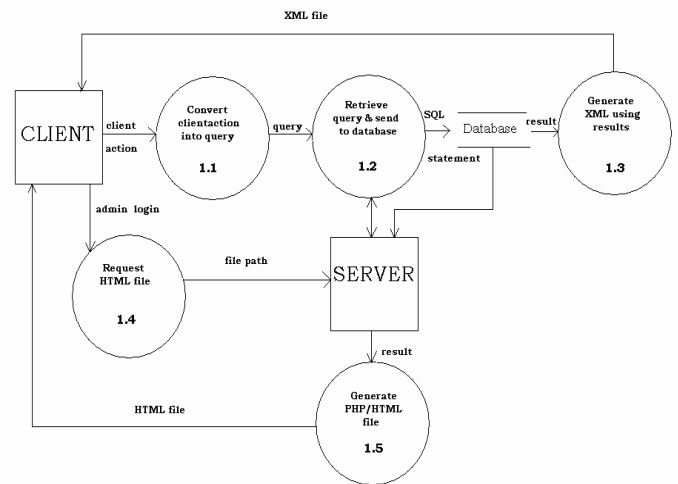 XML file
CLIENT
client
action
Convert
clientaction
into query
1.1
query
Retrieve
query & send
to database
1.2
SQL
statement
Database
result
Generate
XML using
results
1.3
admin login
Request
HTML file
1.4
file path
SERVER
result
Generate
PHP/HTML
file
1.5
HTML file